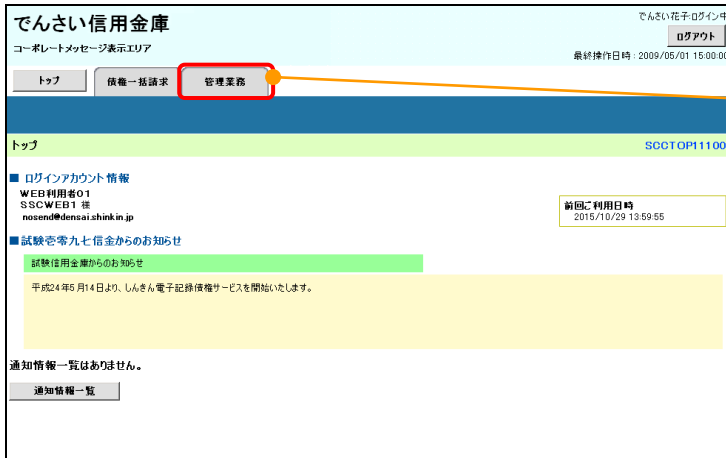 でんさい信用金庫
でんさい花子:ログイン中
コーポレートメッセージ表示エリア
ログアウト
最終操作日時 : 2009/05/01 15:00:00
トップ
債権一括請求
管理業務
トップ
SCCTOP11100
■ ログインアカウント情報
WEB利用者01
SSCWEB1 様
nosend@densai.shinkin.jp
前回ご利用日時
2015/10/29 13:59:55
■試験壱零九七信金からのお知らせ
試験信用金庫からのお知らせ
平成24年5月14日より、しんきん電子記録債権サービスを開始いたします。
通知情報一覧はありません。
通知情報一覧